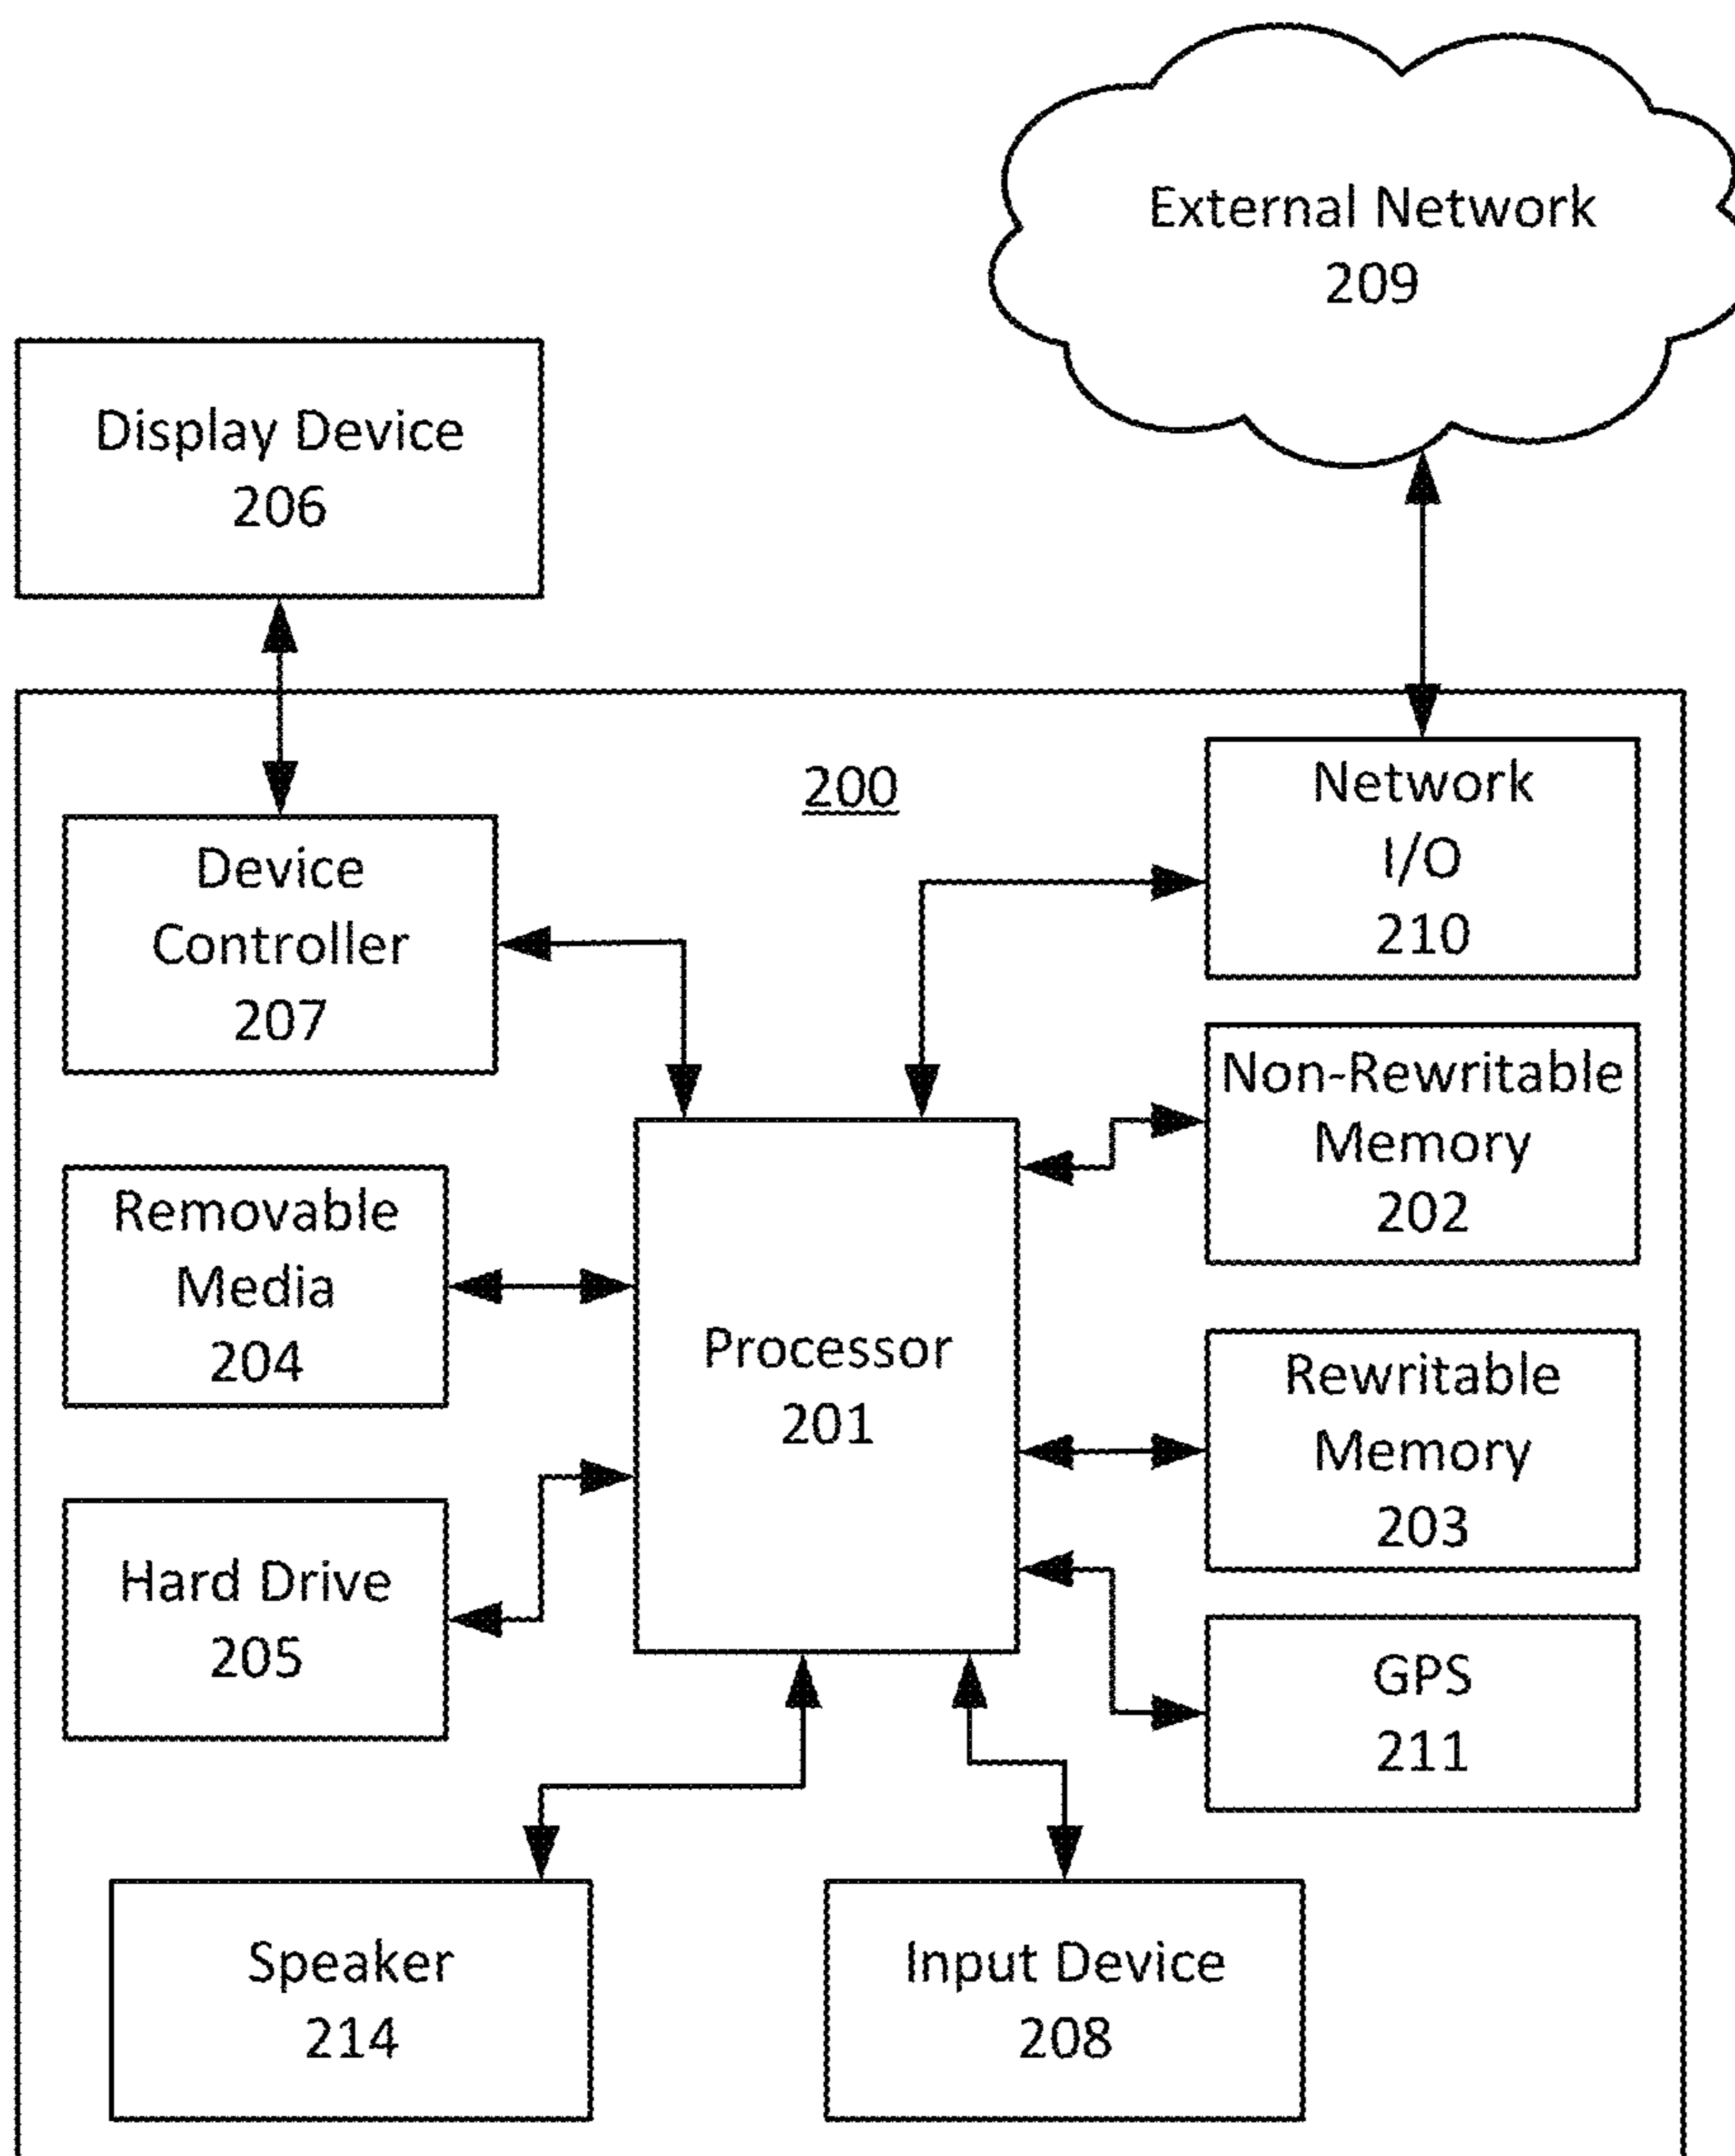 External Network
209
Display Device
206
200
Network
I/O
210
Device
Controller
207
Non-Rewritable
Memory
202
Removable
Media
204
Processor
201
Rewritable
Memory
203
Hard Drive
205
GPS
211
Speaker
214
Input Device
208